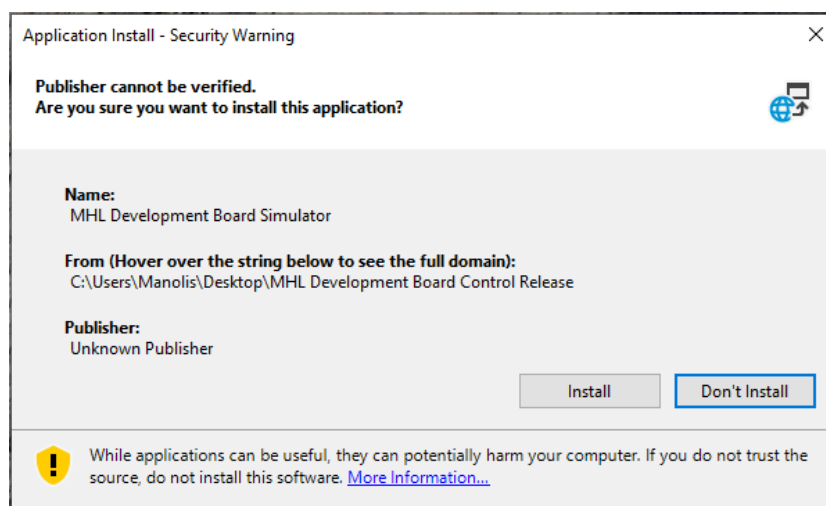 Application Install - Security Warning
Publisher cannot be verified.
Are you sure you want to install this application?
Name:
MHL Development Board Simulator
From (Hover over the string below to see the full domain):
C:\Users\Manolis\Desktop\MHL Development Board Control Release
Publisher:
Unknown Publisher
Install
Don't Install
While applications can be useful, they can potentially harm your computer. If you do not trust the
source, do not install this software. More Information...